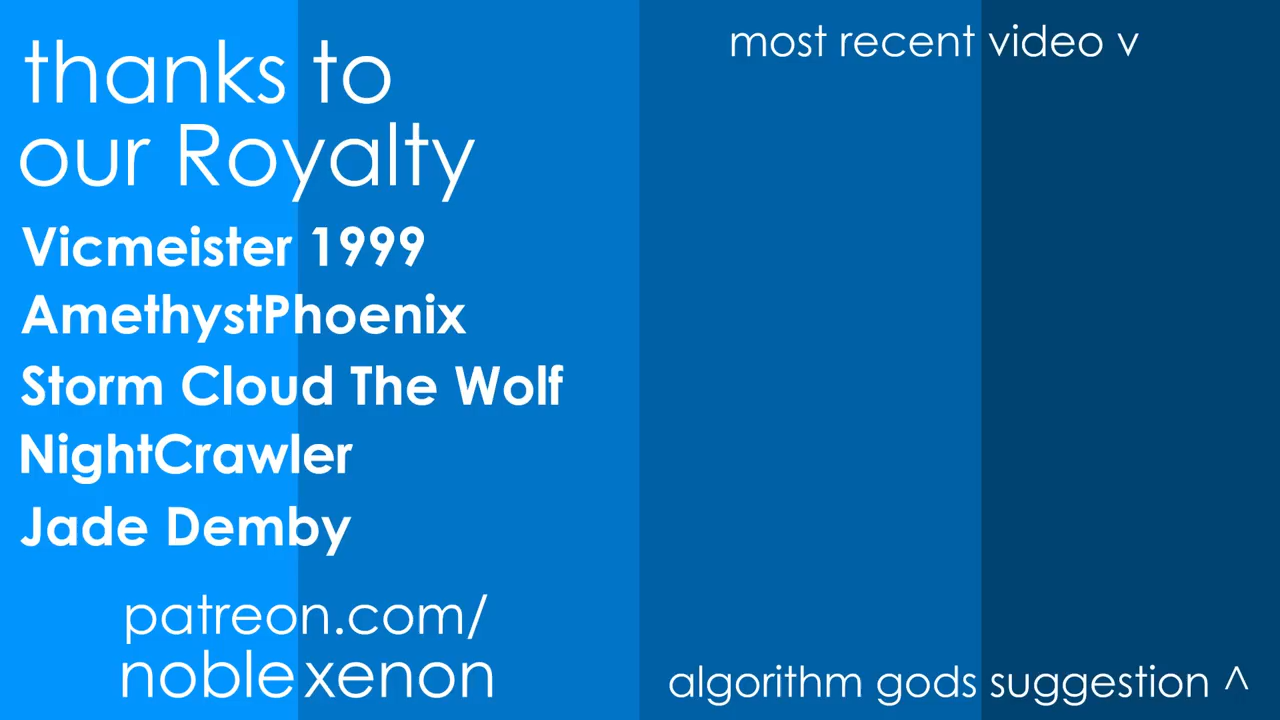 thanks to
our Royalty
Vicmeister 1999
AmethystPhoenix
Storm Cloud The Wolf
NightCrawler
Jade Demby
patreon.com/
noblexenon
most recent video v
algorithm gods suggestion ^